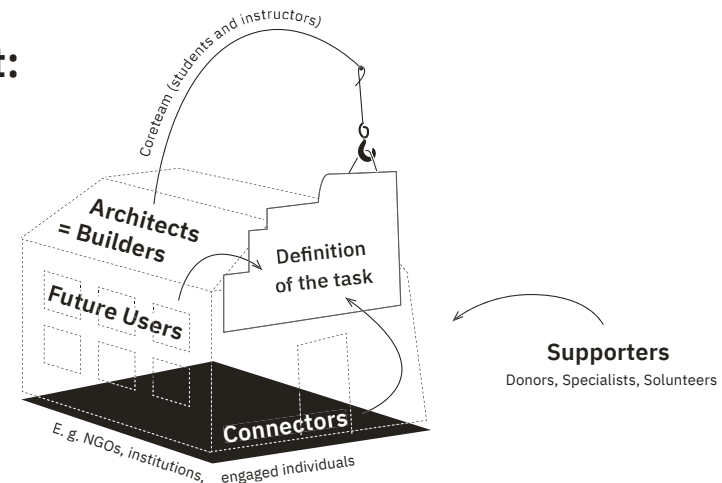 t:
Coreteam (students and instructors)
Architects
= Builders
Definition
of the task
Future Users
Supporters
Donors, Specialists, Solunteers
Connectors
E. g. NGOs, institutions, engaged individuals